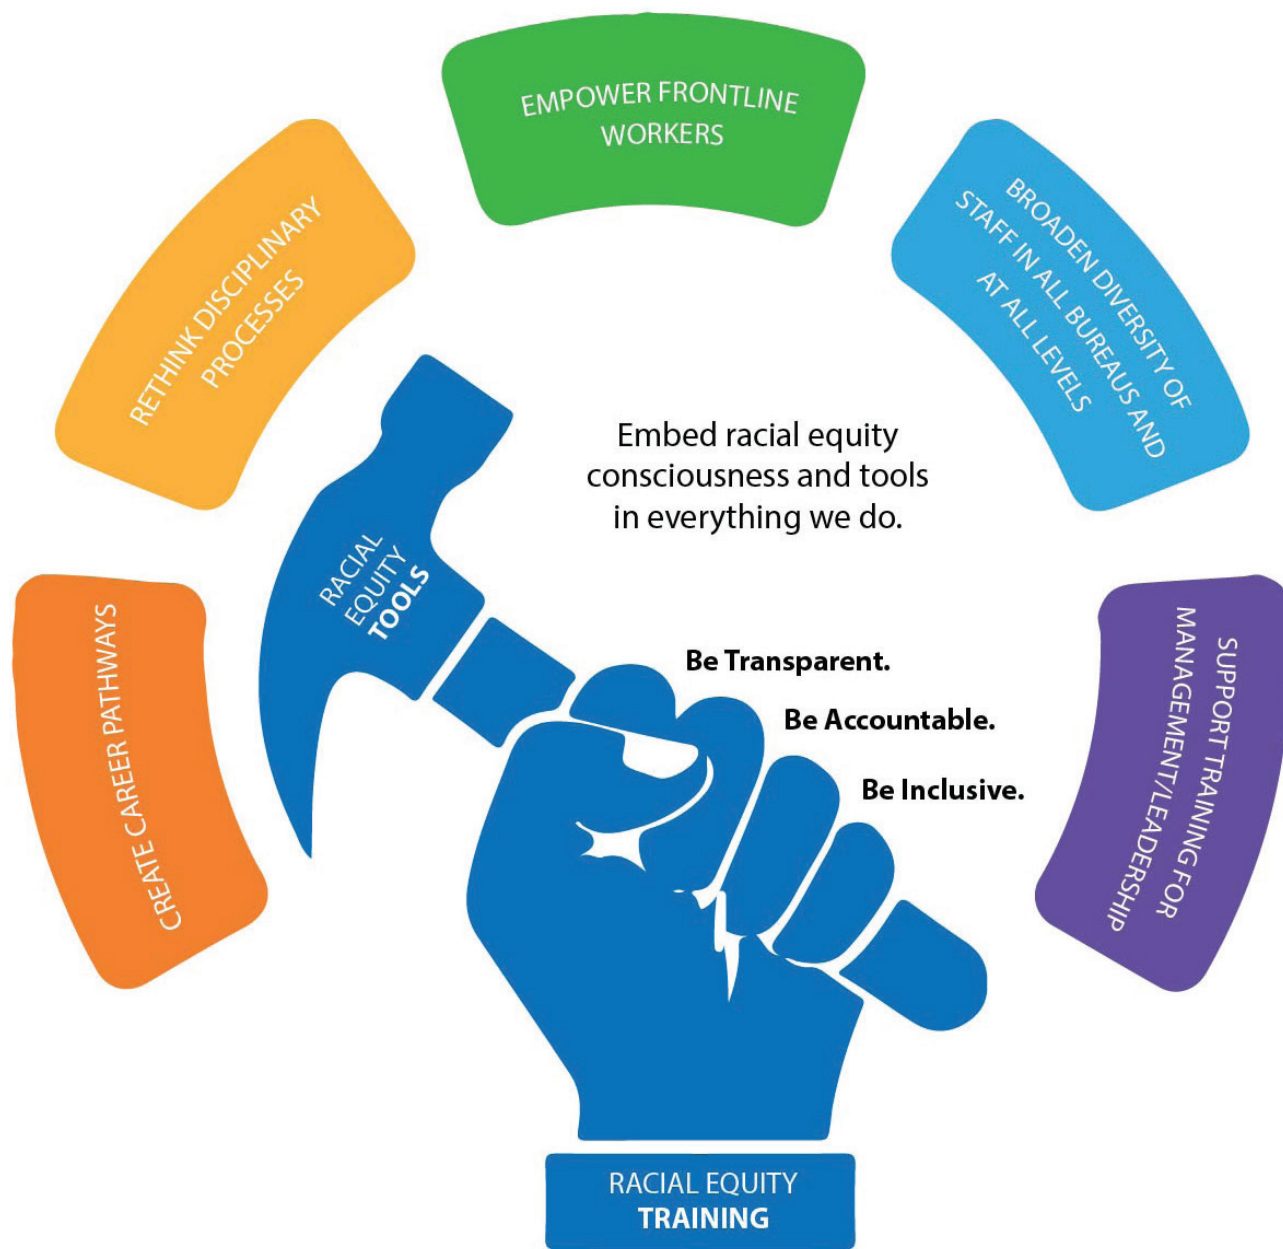 EMPOWER FRONTLINE
WORKERS
RETHINK DISCIPLINARY
PROCESSES
BROADEN DIVERSITY OF
STAFF IN ALL BUREAUS AND
AT ALL LEVELS
CREATE CAREER PATHWAYS
SUPPORT TRAINING FOR
MANAGEMENT/LEADERSHIP
Embed racial equity
consciousness and tools
in everything we do.
RACIAL
EQUITY
TOOLS
Be Transparent.
Be Accountable.
Be Inclusive.
RACIAL EQUITY
TRAINING